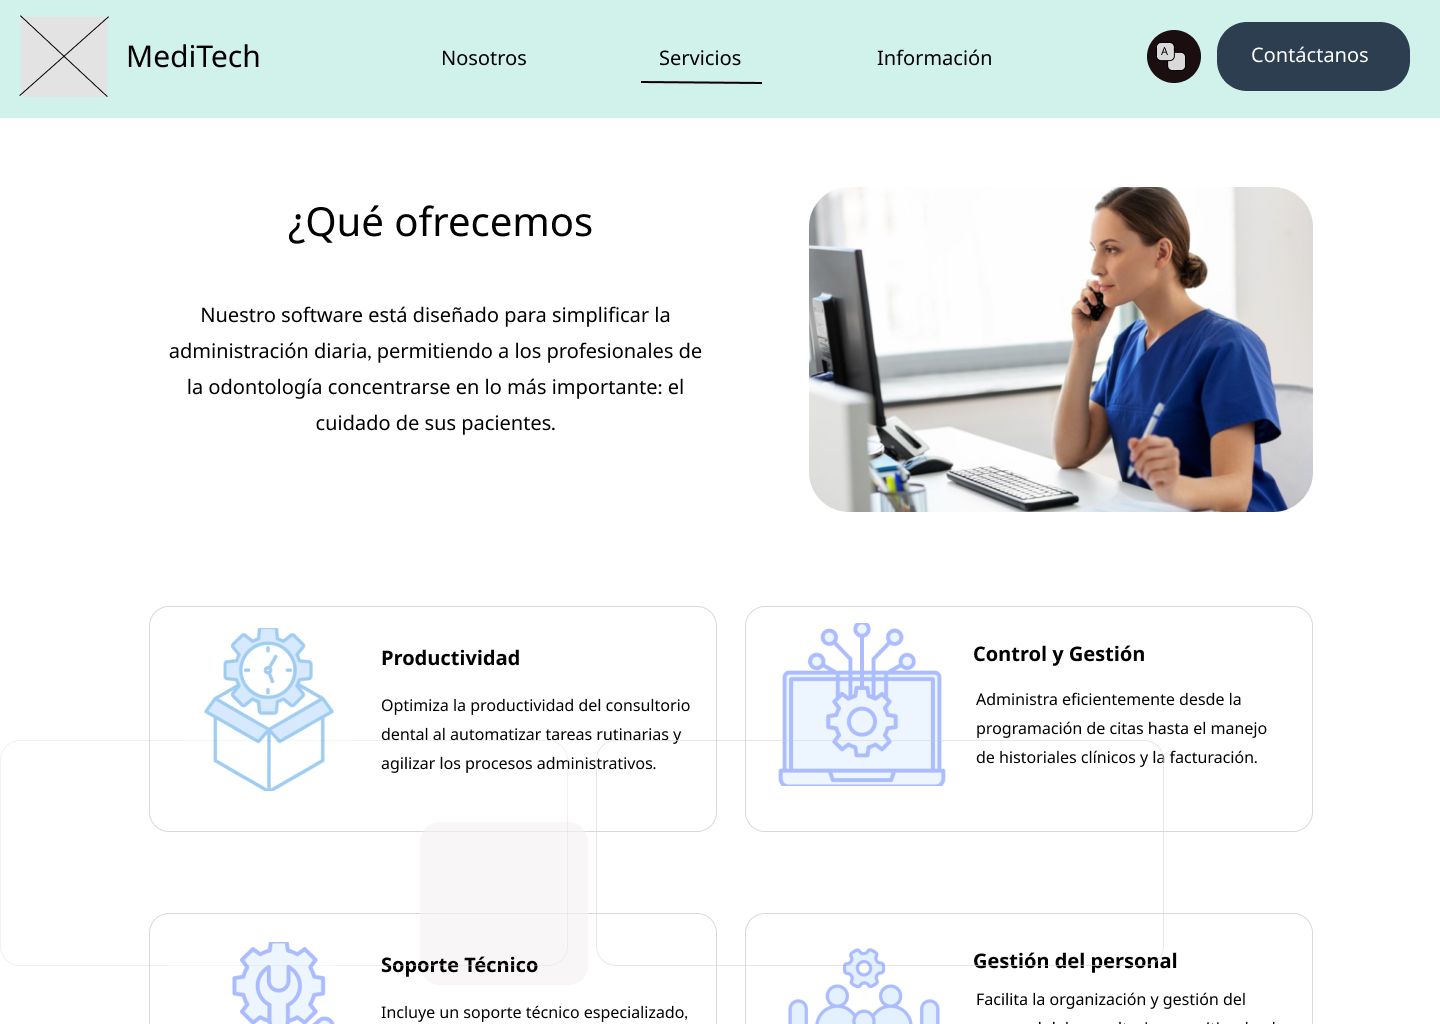 MediTech
Nosotros
Servicios
Información
A
Contáctanos
¿Qué ofrecemos
Nuestro software está diseñado para simplificar la
administración diaria, permitiendo a los profesionales de
la odontología concentrarse en lo más importante: el
cuidado de sus pacientes.
Productividad
Optimiza la productividad del consultorio
dental al automatizar tareas rutinarias y
agilizar los procesos administrativos.
Control y Gestión
Administra eficientemente desde la
programación de citas hasta el manejo
de historiales clínicos y la facturación.
Soporte Técnico
Incluye un soporte técnico especializado,
Gestión del personal
Facilita la organización y gestión del